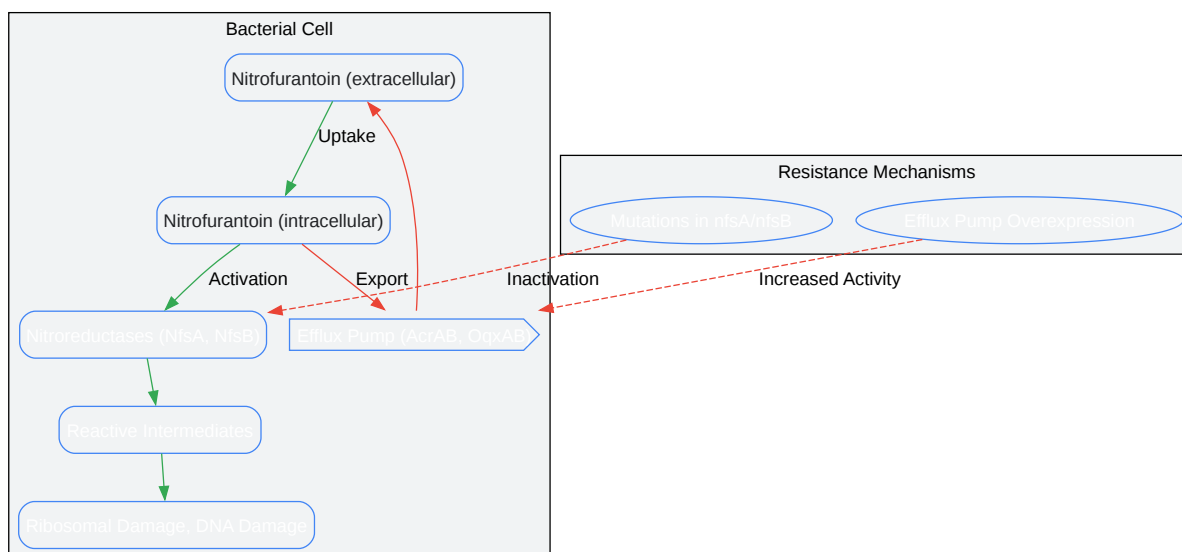 Bacterial Cell
Nitrofurantoin (extracellular)
Uptake
Resistance Mechanisms
Mutations in nfsA/nfsB
Efflux Pump Overexpression
Nitrofurantoin (intracellular)
Activation
Export
Inactivation
Increased Activity
Nitroreductases (NfsA, NfsB)
Efflux Pump (AcrAB, OqxAB)
Reactive Intermediates
Ribosomal Damage, DNA Damage